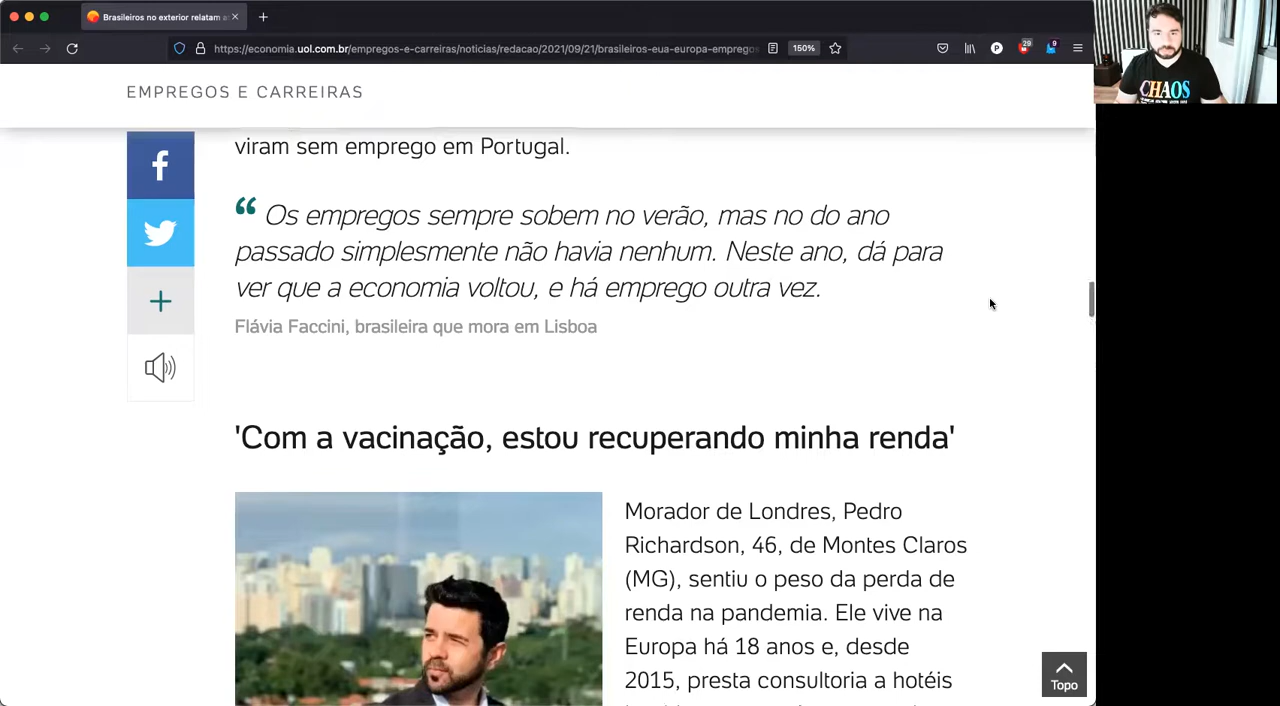 Brasileiros no exterior relatam a
https://economia.uol.com.br/empregos-e-carreiras/noticias/redacao/2021/09/21/brasileiros-eua-europa-emprego
150%
29
9
CHAOS
EMPREGOS E CARREIRAS
viram sem emprego em Portugal.
“ Os empregos sempre sobem no verão, mas no do ano
passado simplesmente não havia nenhum. Neste ano, dá para
ver que a economia voltou, e há emprego outra vez.
Flávia Faccini, brasileira que mora em Lisboa
'Com a vacinação, estou recuperando minha renda'
Morador de Londres, Pedro
Richardson, 46, de Montes Claros
(MG), sentiu o peso da perda de
renda na pandemia. Ele vive na
Europa há 18 anos e, desde
2015, presta consultoria a hotéis
Topo